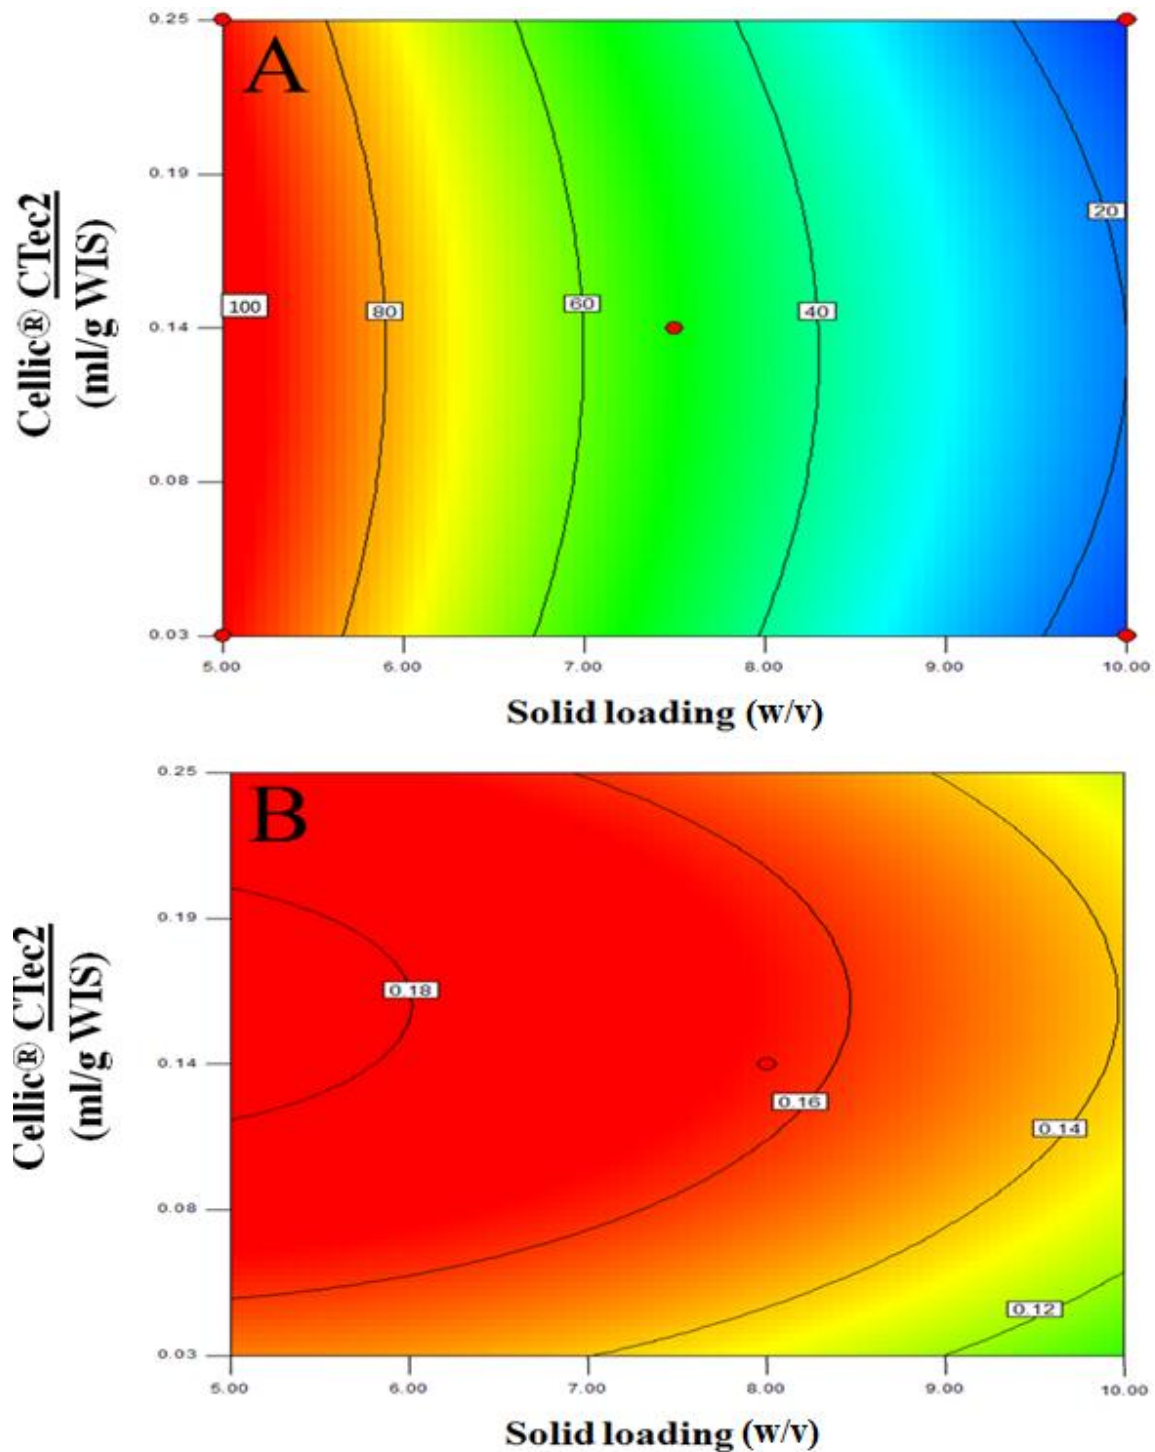 A
0.25
0.19
0.14
0.08
0.03
Cellic® CTec2
(ml/g WIS)
100
80
60
40
20
5.00 6.00 7.00 8.00 9.00 10.00
Solid loading (w/v)
B
0.25
0.19
0.14
0.08
0.03
Cellic® CTec2
(ml/g WIS)
0.18
0.16
0.14
0.12
5.00 6.00 7.00 8.00 9.00 10.00
Solid loading (w/v)